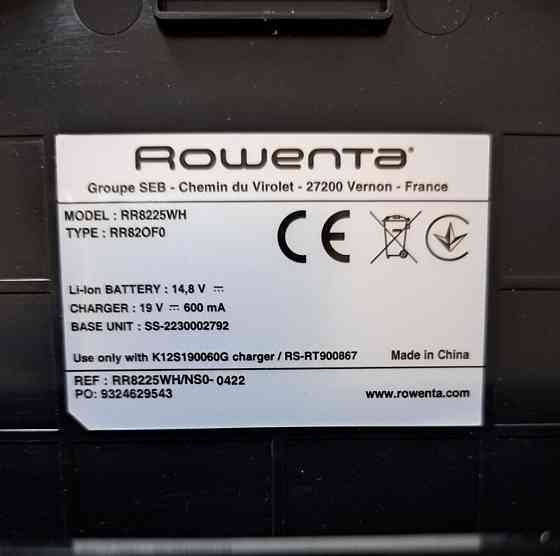 Rowenta
Groupe SEB - Chemin du Virolet - 27200 Vernon - France
MODEL : RR8225WH
TYPE : RR82OF0
CE
Li-Ion BATTERY : 14,8 V ⎓
CHARGER : 19 V ⎓ 600 mA
BASE UNIT : SS-2230002792
Use only with K12S190060G charger / RS-RT900867 Made in China
REF : RR8225WH/NS0- 0422
PO: 9324629543 www.rowenta.com